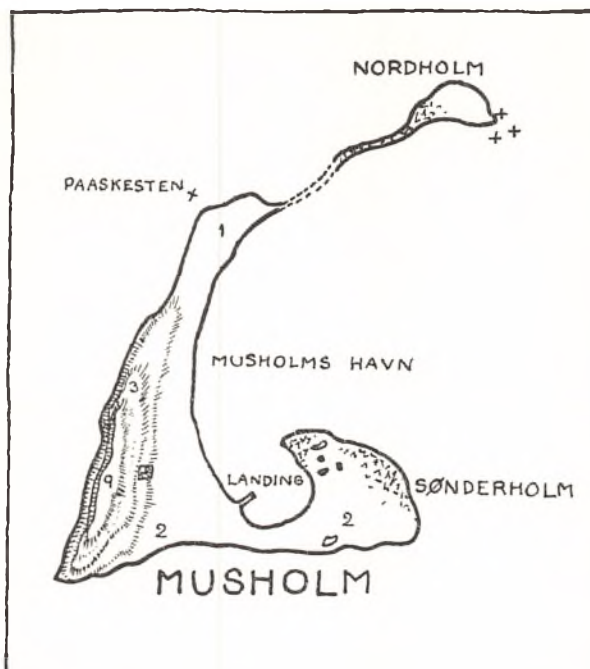 NORDHOLM
PAASKESTEN
1
MUSHOLMS HAVN
3
9
LANDING
SØNDERHOLM
2
2
MUSHOLM